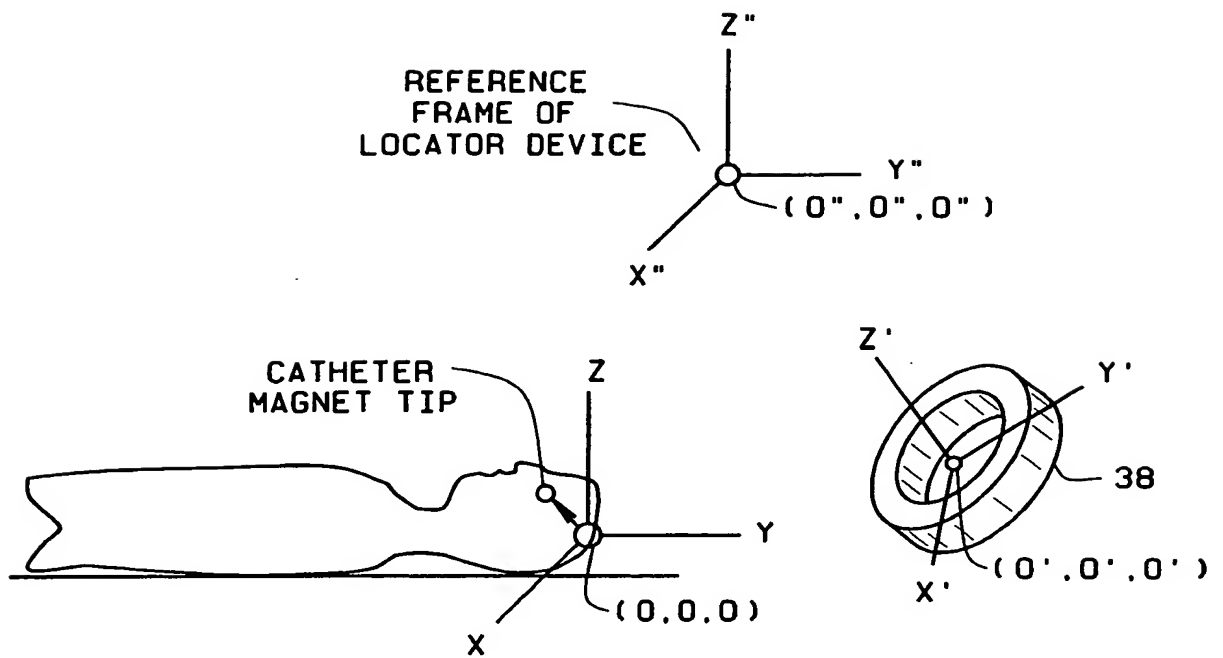 Z"
REFERENCE
FRAME OF
LOCATOR DEVICE
Y"
(0",0",0")
X"
Z'
Y'
CATHETER
MAGNET TIP
Z
38
Y
(0',0',0')
X'
(0,0,0)
X